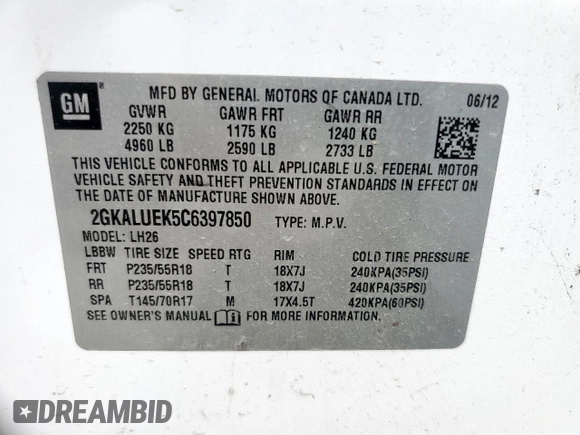 GM ®
MFD BY GENERAL MOTORS OF CANADA LTD. 06/12
GVWR GAWR FRT GAWR RR
2250 KG 1175 KG 1240 KG
4960 LB 2590 LB 2733 LB
THIS VEHICLE CONFORMS TO ALL APPLICABLE U.S. FEDERAL MOTOR
VEHICLE SAFETY AND THEFT PREVENTION STANDARDS IN EFFECT ON
THE DATE OF MANUFACTURE SHOWN ABOVE.
2GKALUEK5C6397850 TYPE: M.P.V.
MODEL: LH26
LBBW TIRE SIZE SPEED RTG RIM COLD TIRE PRESSURE
FRT P235/55R18 T 18X7J 240KPA(35PSI)
RR P235/55R18 T 18X7J 240KPA(35PSI)
SPA T145/70R17 M 17X4.5T 420KPA(60PSI)
SEE OWNER'S MANUAL FOR MORE INFORMATION.
DREAMBID